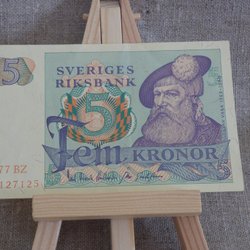 5
SVERIGES
RIKSBANK
5
Fem KRONOR
77 BZ
127125